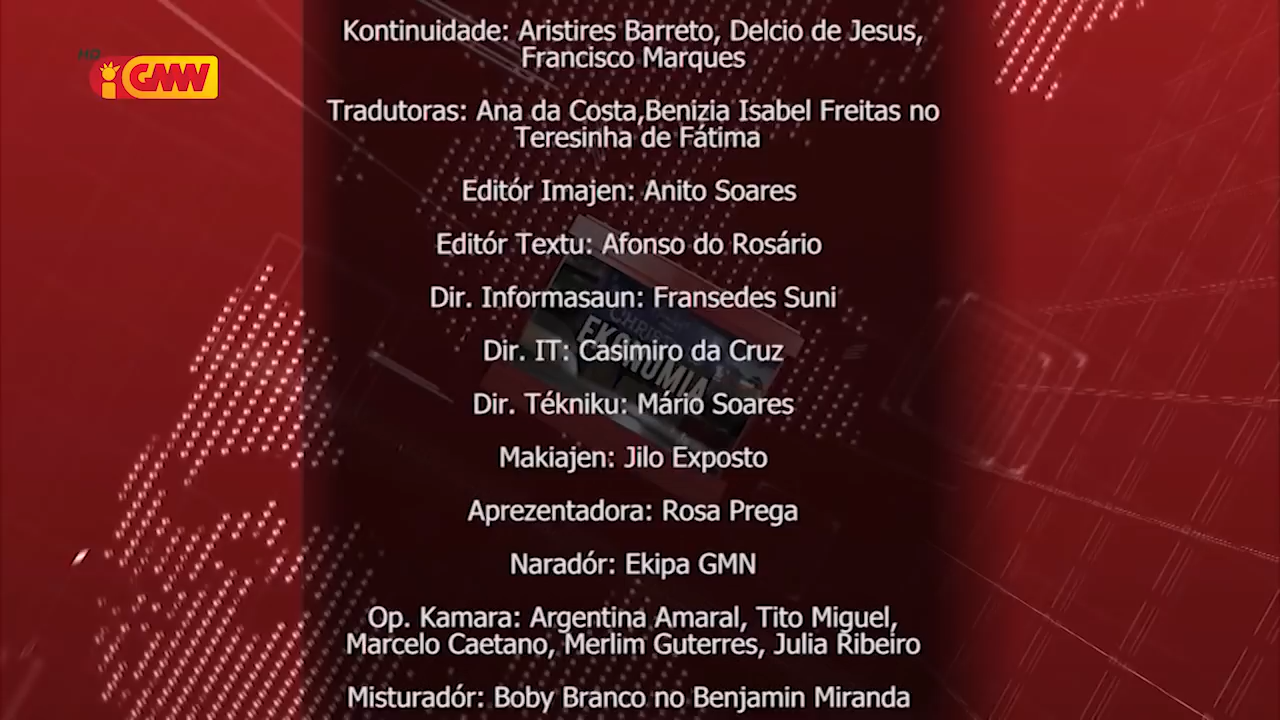 HD
GMN
Kontinuidade: Aristires Barreto, Delcio de Jesus,
Francisco Marques
Tradutoras: Ana da Costa,Benizia Isabel Freitas no
Teresinha de Fátima
Editór Imajen: Anito Soares
Editór Textu: Afonso do Rosário
Dir. Informasaun: Fransedes Suni
EKONOMIA
Dir. IT: Casimiro da Cruz
Dir. Tékniku: Mário Soares
Makiajen: Jilo Exposto
Aprezentadora: Rosa Prega
Naradór: Ekipa GMN
Op. Kamara: Argentina Amaral, Tito Miguel,
Marcelo Caetano, Merlim Guterres, Julia Ribeiro
Misturadór: Boby Branco no Benjamin Miranda